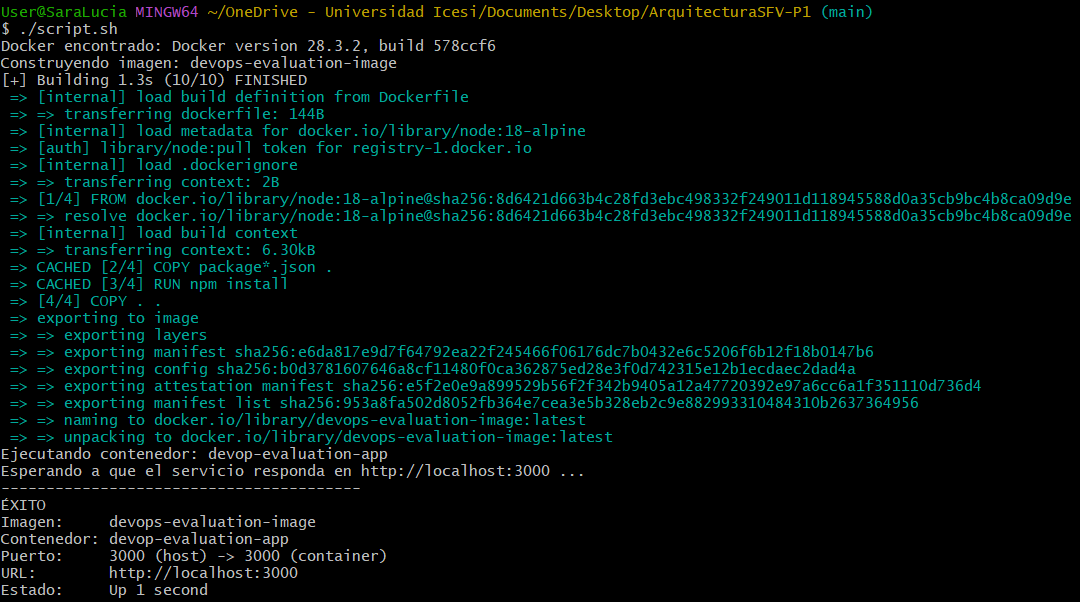 User@SaraLucia MINGW64 ~/OneDrive - Universidad Icesi/Documents/Desktop/ArquitecturaSFV-P1 (main)
$ ./script.sh
Docker encontrado: Docker version 28.3.2, build 578ccf6
Construyendo imagen: devops-evaluation-image
[+] Building 1.3s (10/10) FINISHED
=> [internal] load build definition from Dockerfile
=> => transferring dockerfile: 144B
=> [internal] load metadata for docker.io/library/node:18-alpine
=> [auth] library/node:pull token for registry-1.docker.io
=> [internal] load .dockerignore
=> => transferring context: 2B
=> [1/4] FROM docker.io/library/node:18-alpine@sha256:8d6421d663b4c28fd3ebc498332f249011d118945588d0a35cb9bc4b8ca09d9e
=> => resolve docker.io/library/node:18-alpine@sha256:8d6421d663b4c28fd3ebc498332f249011d118945588d0a35cb9bc4b8ca09d9e
=> [internal] load build context
=> => transferring context: 6.30kB
=> CACHED [2/4] COPY package*.json .
=> CACHED [3/4] RUN npm install
=> [4/4] COPY . .
=> exporting to image
=> => exporting layers
=> => exporting manifest sha256:e6da817e9d7f64792ea22f245466f06176dc7b0432e6c5206f6b12f18b0147b6
=> => exporting config sha256:b0d3781607646a8cf11480f0ca362875ed28e3f0d742315e12b1ecdaec2dad4a
=> => exporting attestation manifest sha256:e5f2e0e9a899529b56f2f342b9405a12a47720392e97a6cc6a1f351110d736d4
=> => exporting manifest list sha256:953a8fa502d8052fb364e7cea3e5b328eb2c9e882993310484310b2637364956
=> => naming to docker.io/library/devops-evaluation-image:latest
=> => unpacking to docker.io/library/devops-evaluation-image:latest
Ejecutando contenedor: devop-evaluation-app
Esperando a que el servicio responda en http://localhost:3000 ...
----------------------------------------
ÉXITO
Imagen:     devops-evaluation-image
Contenedor: devop-evaluation-app
Puerto:     3000 (host) -> 3000 (container)
URL:        http://localhost:3000
Estado:     Up 1 second